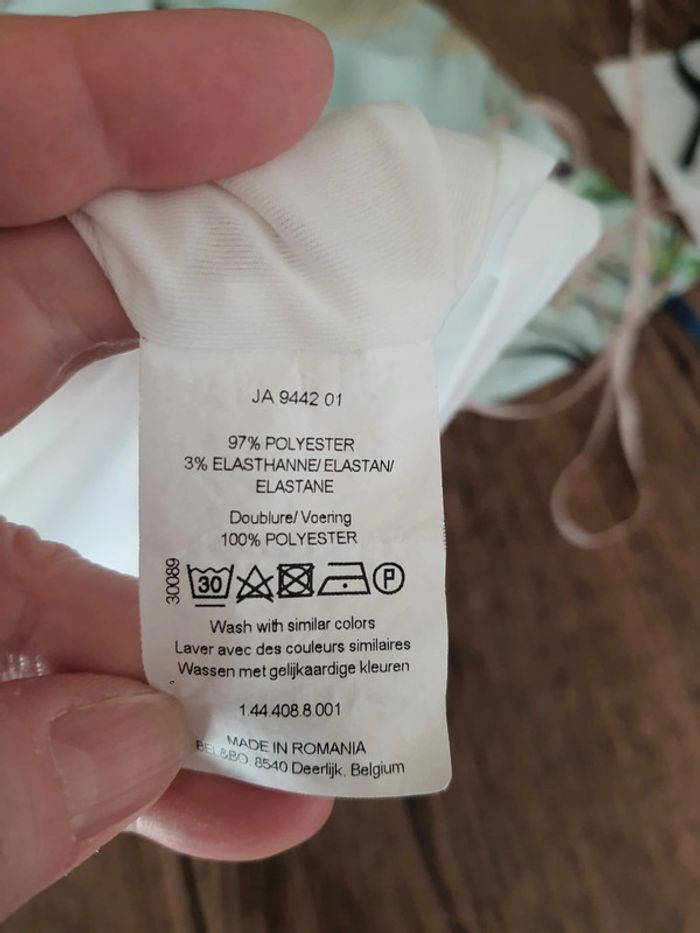 JA 9442 01
97% POLYESTER
3% ELASTHANNE/ ELASTAN/
ELASTANE
Doublure/ Voering
100% POLYESTER
30089
30 P
Wash with similar colors
Laver avec des couleurs similaires
Wassen met gelijkaardige kleuren
1.44.408.8.001
MADE IN ROMANIA
BEL&BO. 8540 Deerlijk, Belgium